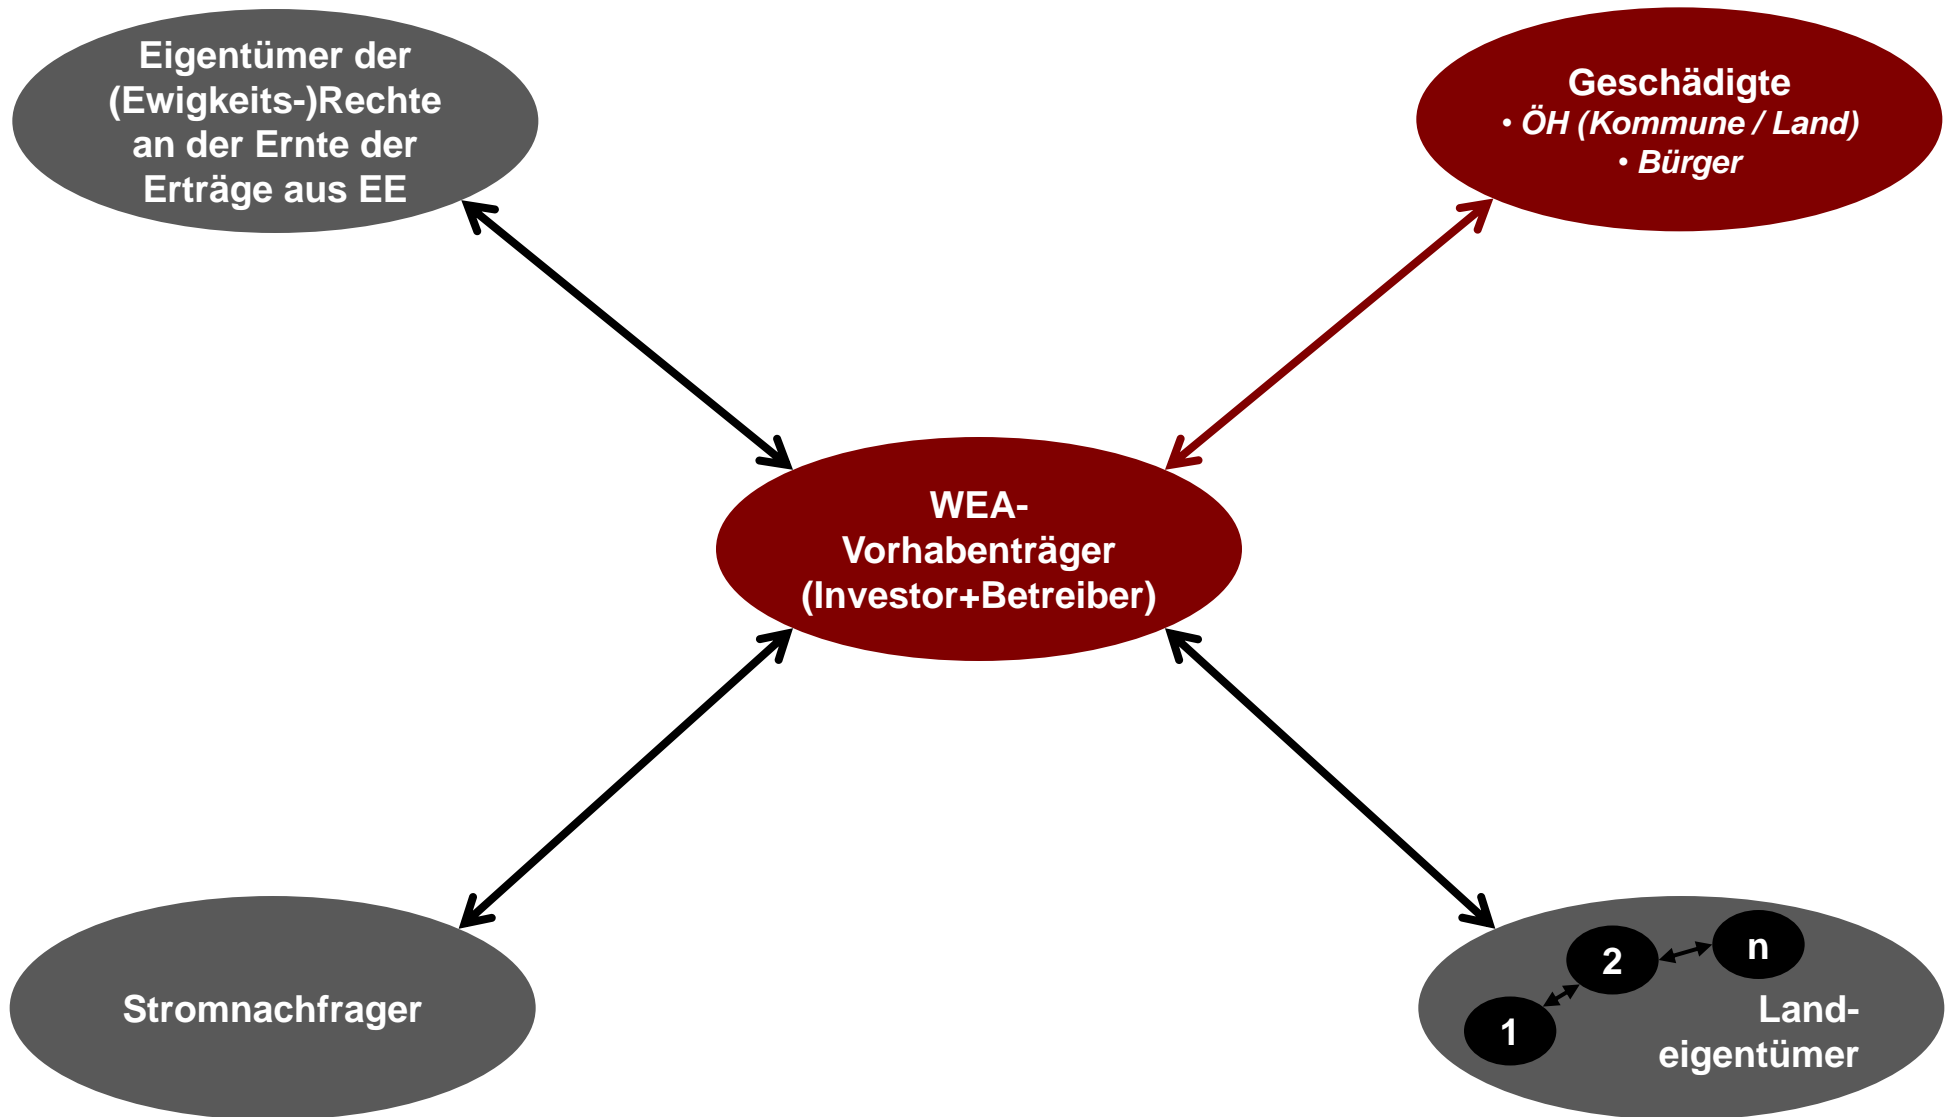 Eigentümer der
(Ewigkeits-)Rechte
an der Ernte der
Erträge aus EE
Geschädigte
• ÖH (Kommune / Land)
• Bürger
WEA-
Vorhabenträger
(Investor+Betreiber)
Stromnachfrager
1
2
n
Land-
eigentümer